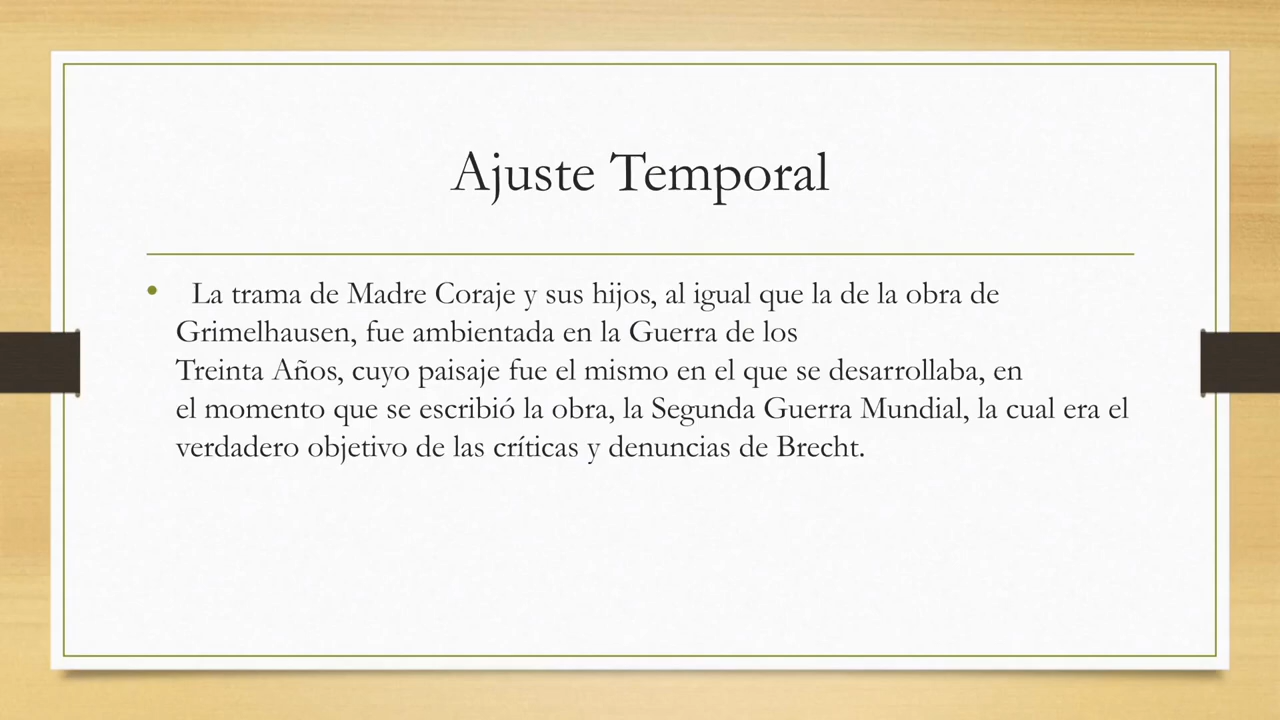 Ajuste Temporal
• La trama de Madre Coraje y sus hijos, al igual que la de la obra de
Grimelhausen, fue ambientada en la Guerra de los
Treinta Años, cuyo paisaje fue el mismo en el que se desarrollaba, en
el momento que se escribió la obra, la Segunda Guerra Mundial, la cual era el
verdadero objetivo de las críticas y denuncias de Brecht.